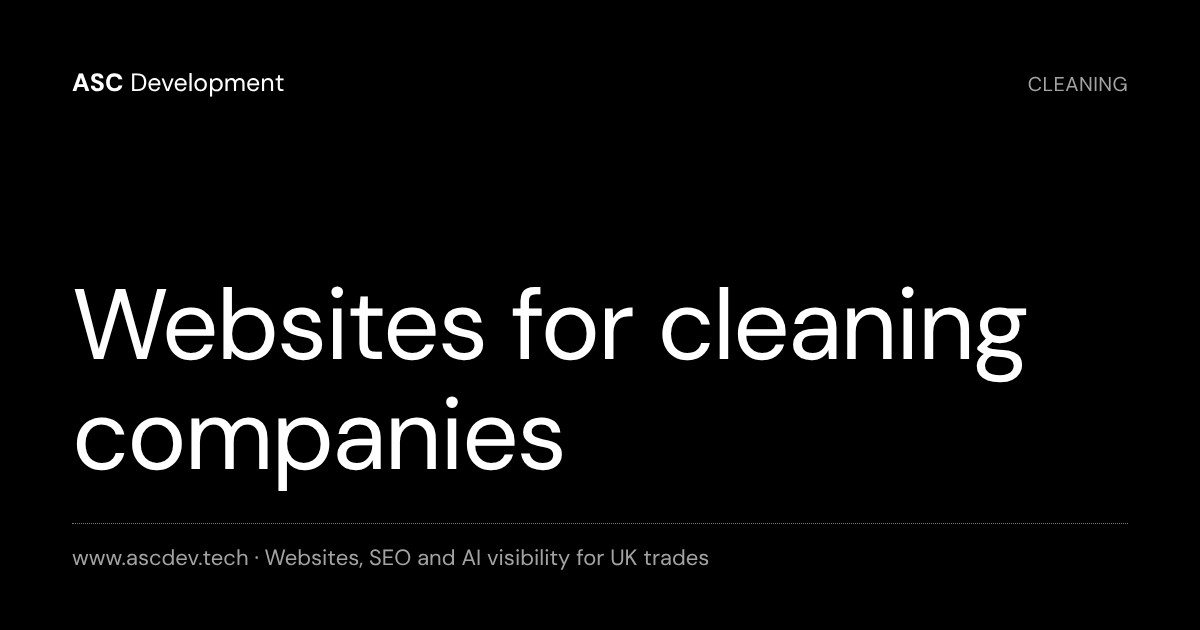 ASC Development
CLEANING
Websites for cleaning
companies
www.ascdev.tech · Websites, SEO and AI visibility for UK trades